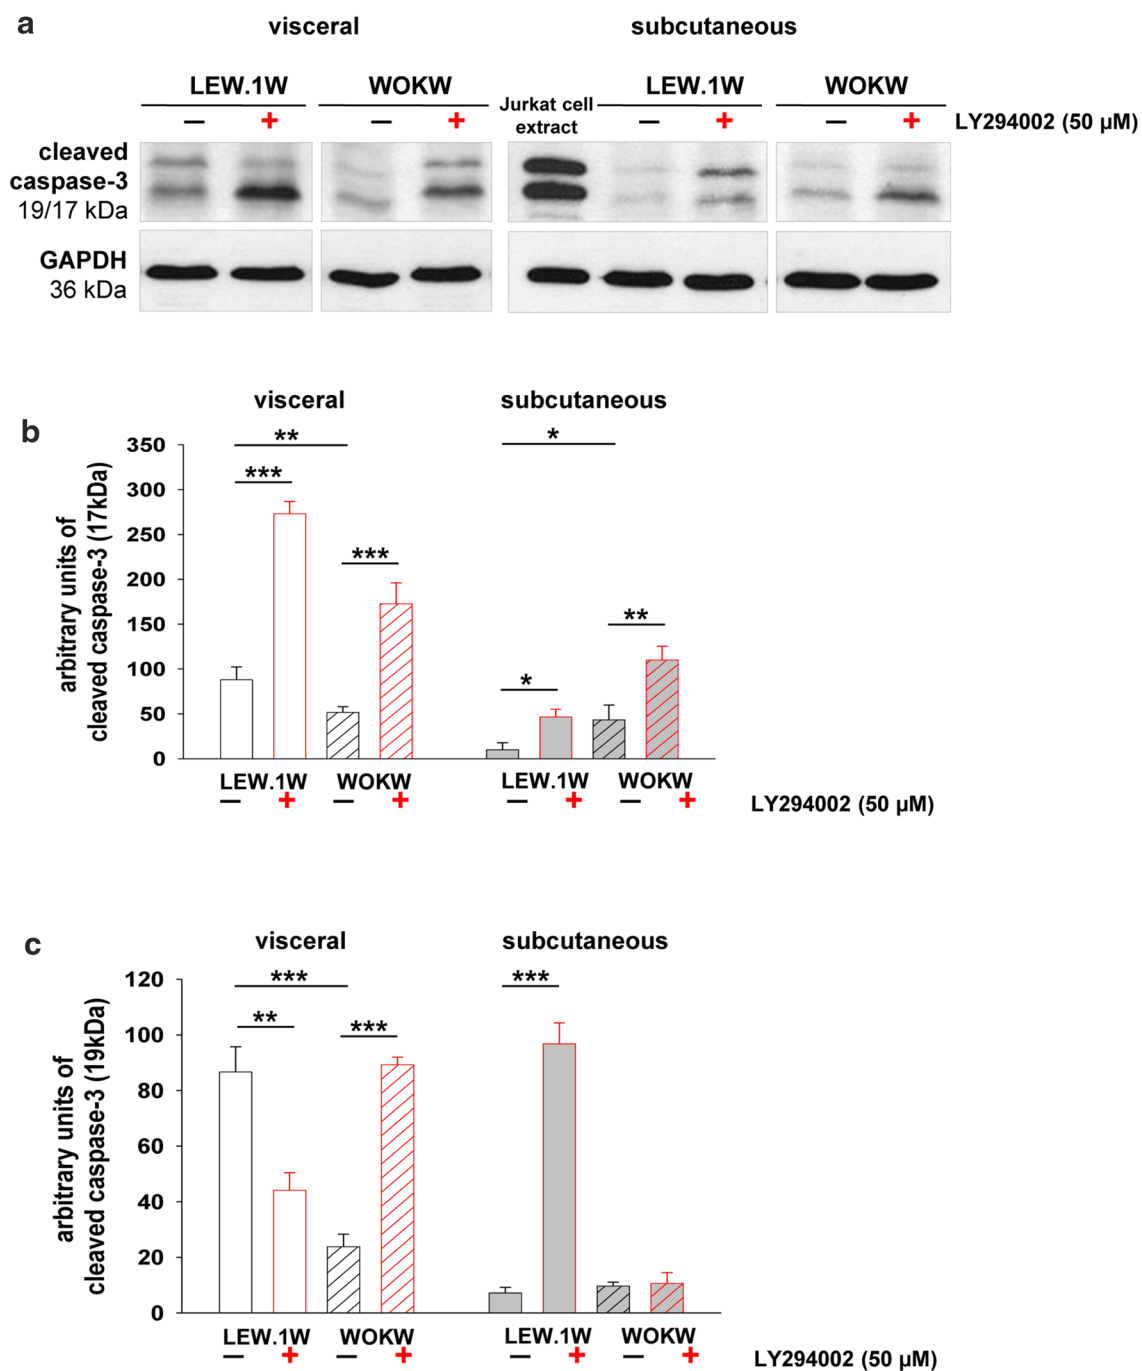 a
visceral subcutaneous
LEW.1W WOKW Jurkat cell extract LEW.1W WOKW
− + − + − + − + LY294002 (50 µM)
cleaved
caspase-3
19/17 kDa
GAPDH
36 kDa
b
visceral subcutaneous
arbitrary units of
cleaved caspase-3 (17kDa)
350
300
250
200
150
100
50
0
** *
***
***
**
*
LEW.1W WOKW LEW.1W WOKW
− + − + − + − + LY294002 (50 µM)
c
visceral subcutaneous
arbitrary units of
cleaved caspase-3 (19kDa)
120
100
80
60
40
20
0
*** ***
** ***
LEW.1W WOKW LEW.1W WOKW
− + − + − + − + LY294002 (50 µM)